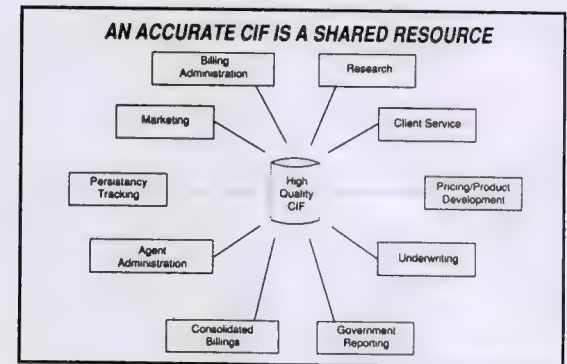 AN ACCURATE CIF IS A SHARED RESOURCE
Billing
Administration
Research
Marketing
Client Service
Persistancy
Tracking
High
Quality
CIF
Pricing/Product
Development
Agent
Administration
Underwriting
Consolidated
Billings
Government
Reporting